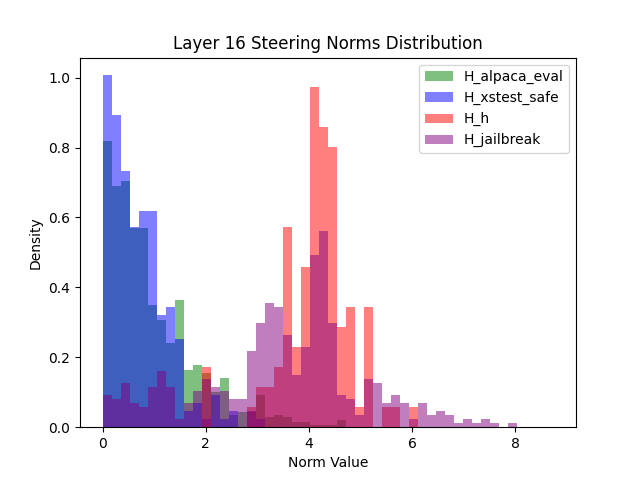 Layer 16 Steering Norms Distribution
H_alpaca_eval
H_xstest_safe
H_h
H_jailbreak
Density
1.0
0.8
0.6
0.4
0.2
0.0
0 2 4 6 8
Norm Value